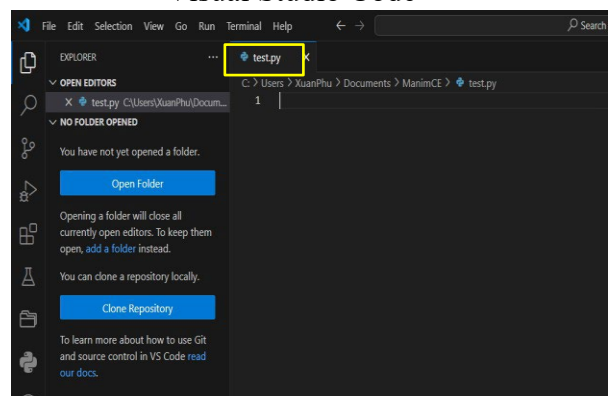 Visual Studio Code
File Edit Selection View Go Run Terminal Help
Search
EXPLORER
test.py
OPEN EDITORS
test.py C:\Users\XuanPhu\Docum...
C: > Users > XuanPhu > Documents > ManimCE > test.py
1
NO FOLDER OPENED
You have not yet opened a folder.
Open Folder
Opening a folder will close all
currently open editors. To keep them
open, add a folder instead.
You can clone a repository locally.
Clone Repository
To learn more about how to use Git
and source control in VS Code read
our docs.